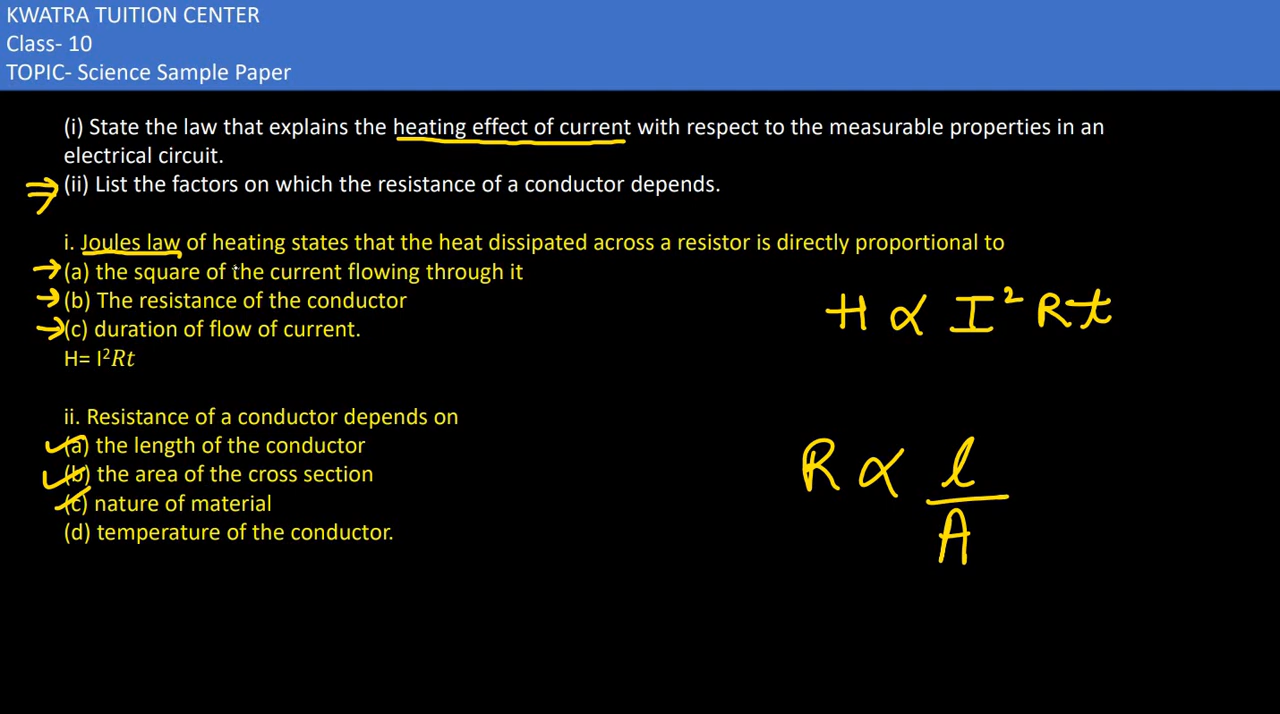 KWATRA TUITION CENTER
Class- 10
TOPIC- Science Sample Paper
(i) State the law that explains the heating effect of current with respect to the measurable properties in an
electrical circuit.
(ii) List the factors on which the resistance of a conductor depends.
i. Joules law of heating states that the heat dissipated across a resistor is directly proportional to
(a) the square of the current flowing through it
(b) The resistance of the conductor
(c) duration of flow of current.
H= I²Rt
H ∝ I² R t
ii. Resistance of a conductor depends on
(a) the length of the conductor
(b) the area of the cross section
(c) nature of material
(d) temperature of the conductor.
R ∝ l
A